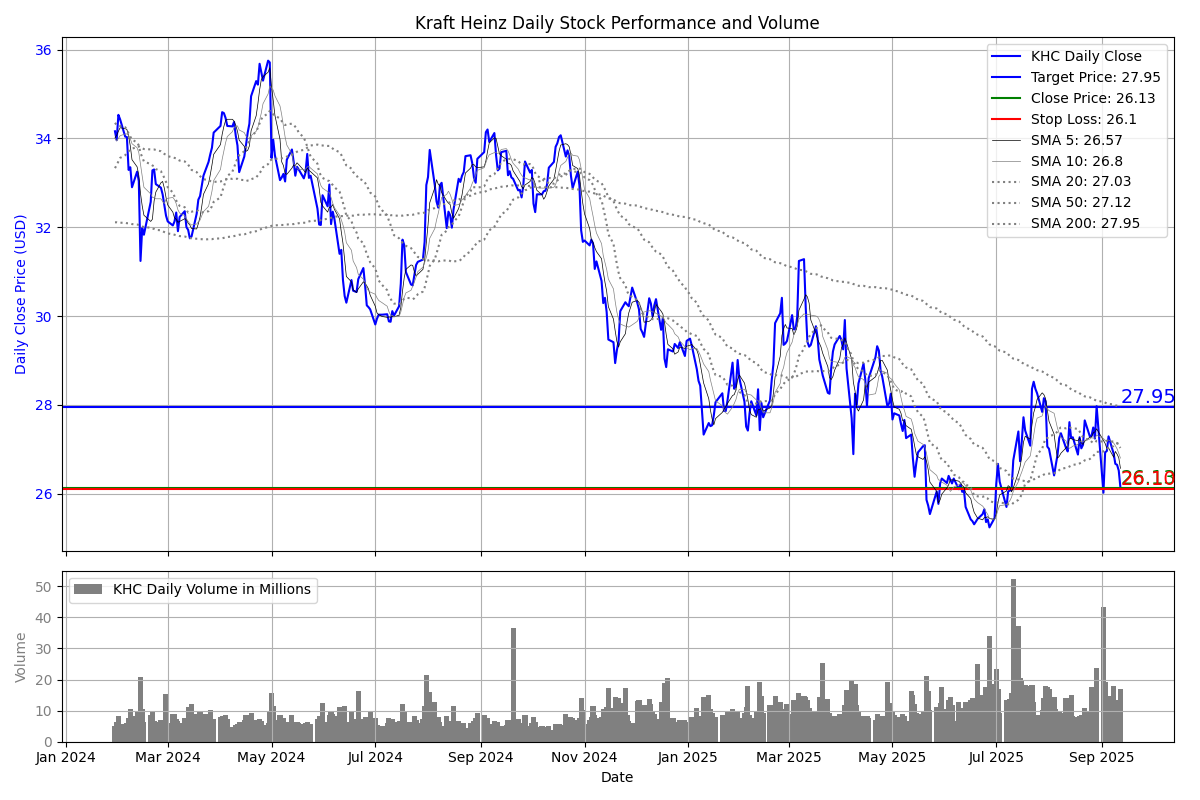 Kraft Heinz Daily Stock Performance and Volume
Daily Close Price (USD)
36
34
32
30
28
26
KHC Daily Close
Target Price: 27.95
Close Price: 26.13
Stop Loss: 26.1
SMA 5: 26.57
SMA 10: 26.8
SMA 20: 27.03
SMA 50: 27.12
SMA 200: 27.95
27.95
26.13
Volume
50
40
30
20
10
0
KHC Daily Volume in Millions
Jan 2024
Mar 2024
May 2024
Jul 2024
Sep 2024
Nov 2024
Jan 2025
Mar 2025
May 2025
Jul 2025
Sep 2025
Date